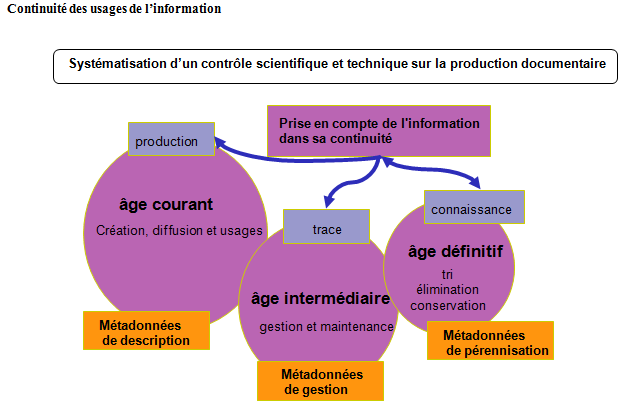 Continuité des usages de l’information
Systématisation d’un contrôle scientifique et technique sur la production documentaire
Prise en compte de l'information
dans sa continuité
production
âge courant
Création, diffusion et usages
Métadonnées
de description
trace
âge intermédiaire
gestion et maintenance
Métadonnées
de gestion
connaissance
âge définitif
tri
élimination
conservation
Métadonnées
de pérennisation